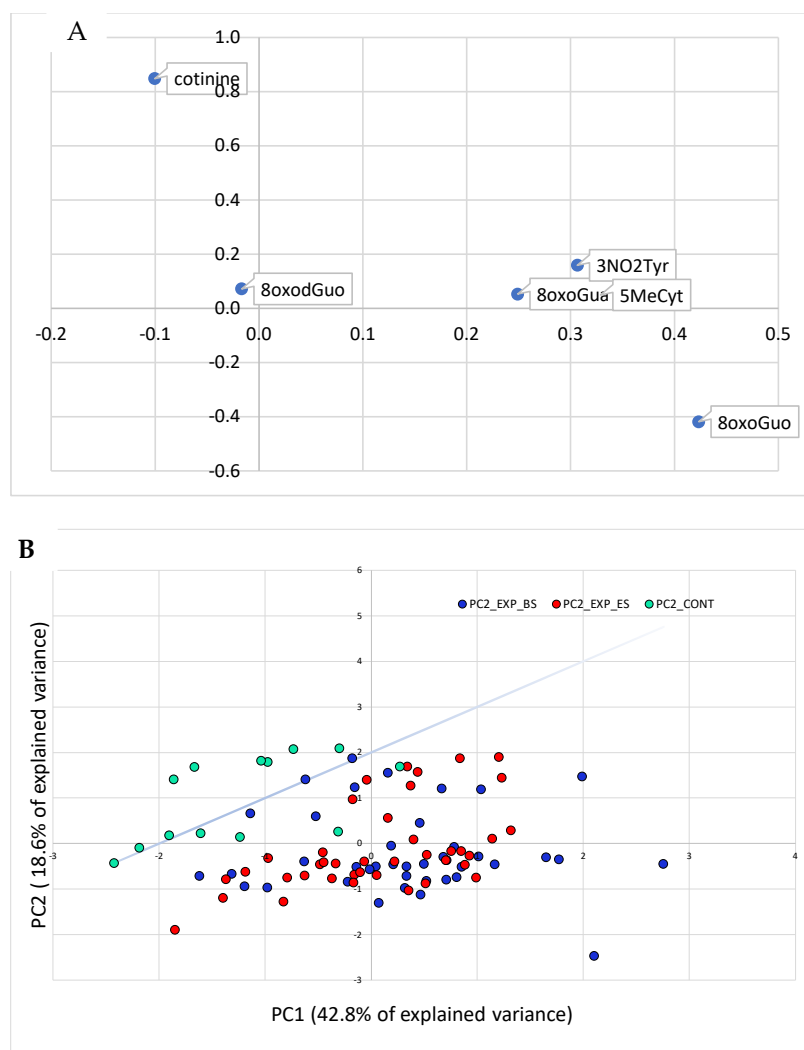 A
1.0
cotinine
0.8
0.6
0.4
0.2
3NO2Tyr
8oxodGuo
8oxoGua
5MeCyt
0.0
-0.2
-0.1
0.0
0.1
0.2
0.3
0.4
0.5
-0.2
-0.4
8oxoGuo
-0.6
B
6
PC2_EXP_BS
PC2_EXP_ES
PC2_CONT
5
4
3
2
1
0
-3
-2
-1
0
1
2
3
4
-1
-2
-3
PC2 ( 18.6% of explained variance)
PC1 (42.8% of explained variance)